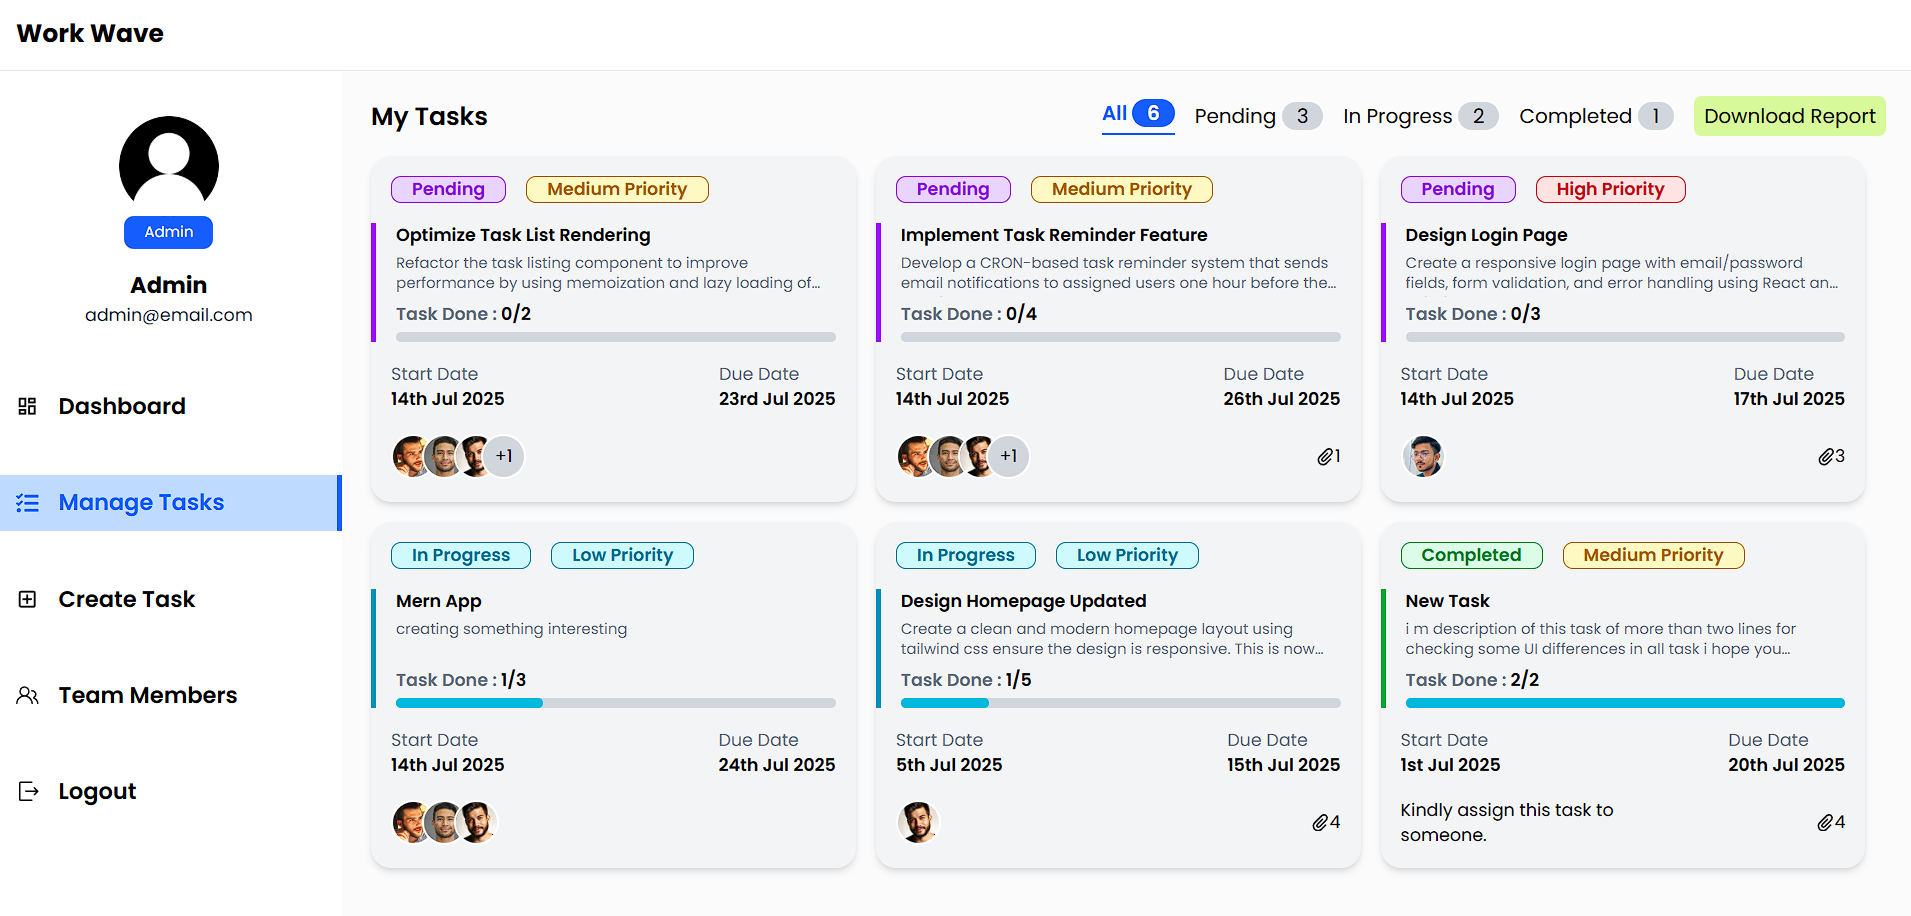 Work Wave
Admin
Admin
admin@email.com
Dashboard
Manage Tasks
Create Task
Team Members
Logout
My Tasks
All 6 Pending 3 In Progress 2 Completed 1 Download Report
Pending Medium Priority
Optimize Task List Rendering
Refactor the task listing component to improve
performance by using memoization and lazy loading of...
Task Done : 0/2
Start Date Due Date
14th Jul 2025 23rd Jul 2025
+1
Pending Medium Priority
Implement Task Reminder Feature
Develop a CRON-based task reminder system that sends
email notifications to assigned users one hour before the...
Task Done : 0/4
Start Date Due Date
14th Jul 2025 26th Jul 2025
+1 1
Pending High Priority
Design Login Page
Create a responsive login page with email/password
fields, form validation, and error handling using React an...
Task Done : 0/3
Start Date Due Date
14th Jul 2025 17th Jul 2025
3
In Progress Low Priority
Mern App
creating something interesting
Task Done : 1/3
Start Date Due Date
14th Jul 2025 24th Jul 2025
In Progress Low Priority
Design Homepage Updated
Create a clean and modern homepage layout using
tailwind css ensure the design is responsive. This is now...
Task Done : 1/5
Start Date Due Date
5th Jul 2025 15th Jul 2025
4
Completed Medium Priority
New Task
i m description of this task of more than two lines for
checking some UI differences in all task i hope you...
Task Done : 2/2
Start Date Due Date
1st Jul 2025 20th Jul 2025
Kindly assign this task to
someone.
4